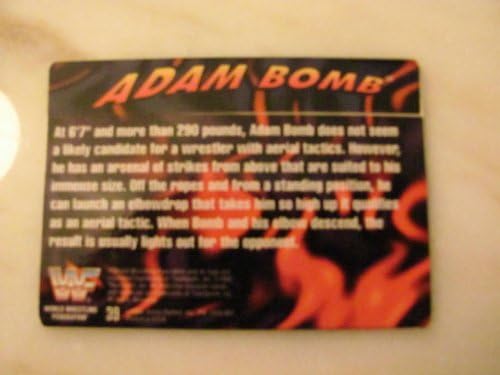 ADAM BOMB
At 6'7" and more than 290 pounds, Adam Bomb does not seem
a likely candidate for a wrestler with aerial tactics. However,
he has an arsenal of strikes from above that are suited to his
immense size. Off the ropes and from a standing position, he
can launch an elbowdrop that takes him so high up it qualifies
as an aerial tactic. When Bomb and his elbow descend, the
result is usually lights out for the opponent.
WORLD WRESTLING
FEDERATION
39